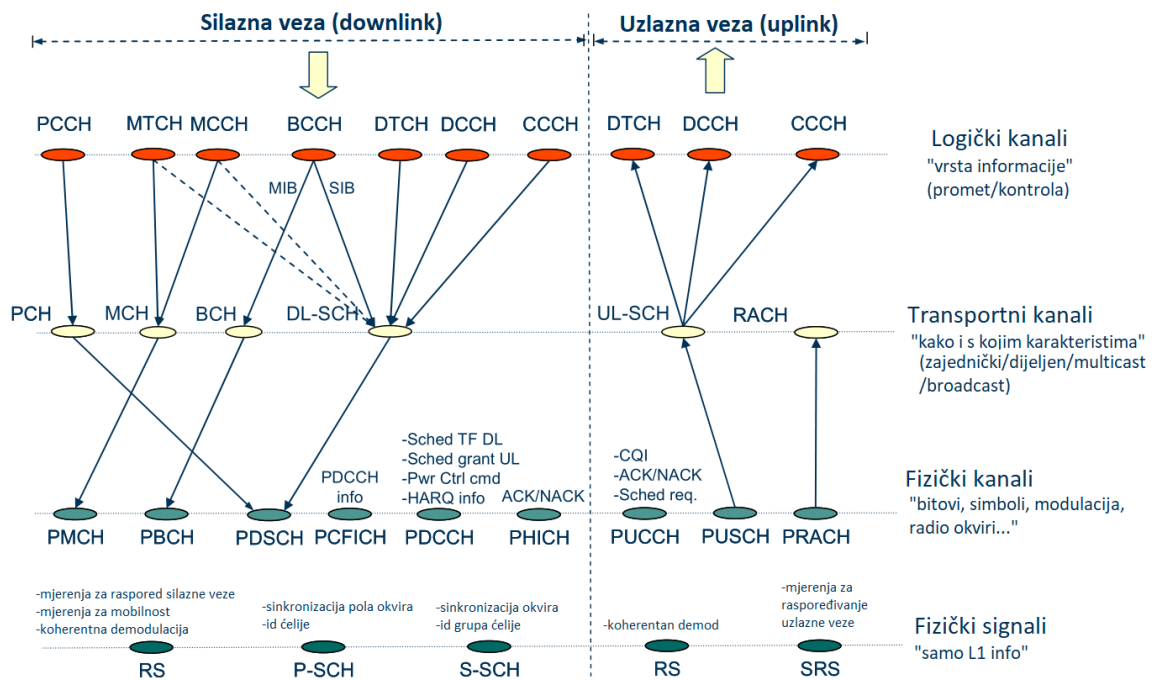 Silazna veza (downlink)
Uzlazna veza (uplink)
PCCH
MTCH
MCCH
BCCH
DTCH
DCCH
CCCH
DTCH
DCCH
CCCH
Logički kanali
"vrsta informacije"
(promet/kontrola)
MIB
SIB
PCH
MCH
BCH
DL-SCH
UL-SCH
RACH
Transportni kanali
"kako i s kojim karakteristima"
(zajednički/dijeljen/multicast
/broadcast)
PDCCH
info
-Sched TF DL
-Sched grant UL
-Pwr Ctrl cmd
-HARQ info
ACK/NACK
-CQI
-ACK/NACK
-Sched req.
Fizički kanali
"bitovi, simboli, modulacija,
radio okviri..."
PMCH
PBCH
PDSCH
PCFICH
PDCCH
PHICH
PUCCH
PUSCH
PRACH
-mjerenja za raspored silazne veze
-mjerenja za mobilnost
-koherentna demodulacija
-sinkronizacija pola okvira
-id ćelije
-sinkronizacija okvira
-id grupa ćelije
-koherentan demod
-mjerenja za
raspoređivanje
uzlazne veze
Fizički signali
"samo L1 info"
RS
P-SCH
S-SCH
RS
SRS